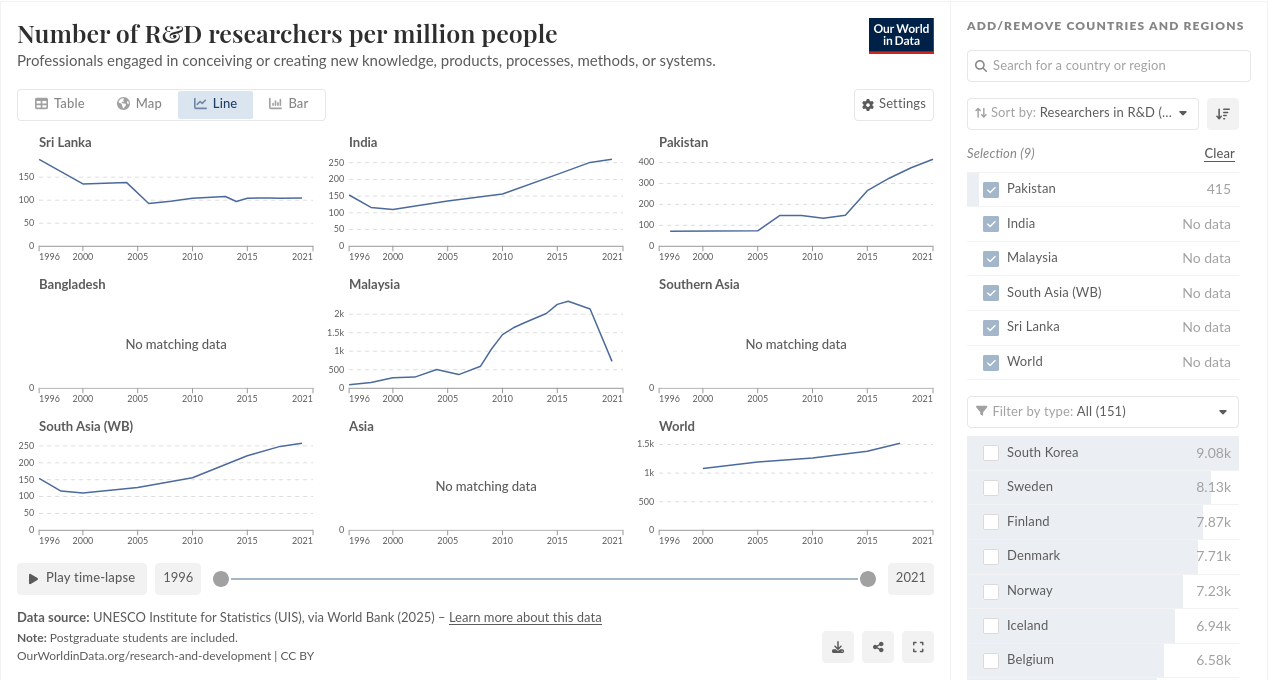 Number of R&D researchers per million people
Our World
in Data
Professionals engaged in conceiving or creating new knowledge, products, processes, methods, or systems.
Table Map Line Bar
Settings
Sri Lanka
150
100
50
0
1996 2000 2005 2010 2015 2021
India
250
200
150
100
50
0
1996 2000 2005 2010 2015 2021
Pakistan
400
300
200
100
0
1996 2000 2005 2010 2015 2021
Bangladesh
No matching data
0
1996 2000 2005 2010 2015 2021
Malaysia
2k
1.5k
1k
500
0
1996 2000 2005 2010 2015 2021
Southern Asia
No matching data
0
1996 2000 2005 2010 2015 2021
South Asia (WB)
250
200
150
100
50
0
1996 2000 2005 2010 2015 2021
Asia
No matching data
0
1996 2000 2005 2010 2015 2021
World
1.5k
1k
500
0
1996 2000 2005 2010 2015 2021
Play time-lapse 1996 2021
Data source: UNESCO Institute for Statistics (UIS), via World Bank (2025) – Learn more about this data
Note: Postgraduate students are included.
OurWorldinData.org/research-and-development | CC BY
ADD/REMOVE COUNTRIES AND REGIONS
Search for a country or region
Sort by: Researchers in R&D (...
Selection (9) Clear
Pakistan 415
India No data
Malaysia No data
South Asia (WB) No data
Sri Lanka No data
World No data
Filter by type: All (151)
South Korea 9.08k
Sweden 8.13k
Finland 7.87k
Denmark 7.71k
Norway 7.23k
Iceland 6.94k
Belgium 6.58k